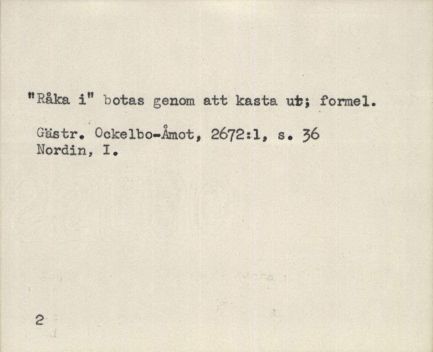 "Råka i" botas genom att kasta ut; formel.
Gästr. Ockelbo-Åmot, 2672:1, s. 36
Nordin, I.
2